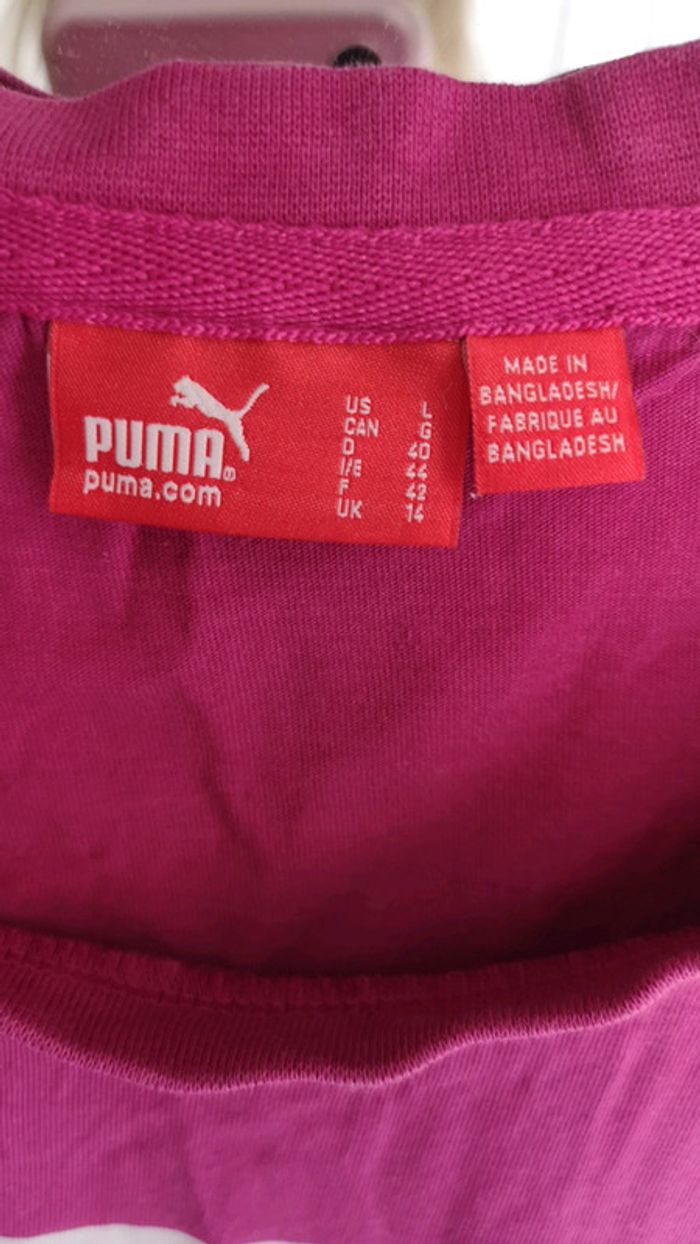 PUMA®
puma.com
US L
CAN G
D 40
I/E 44
F 42
UK 14
MADE IN
BANGLADESH/
FABRIQUE AU
BANGLADESH